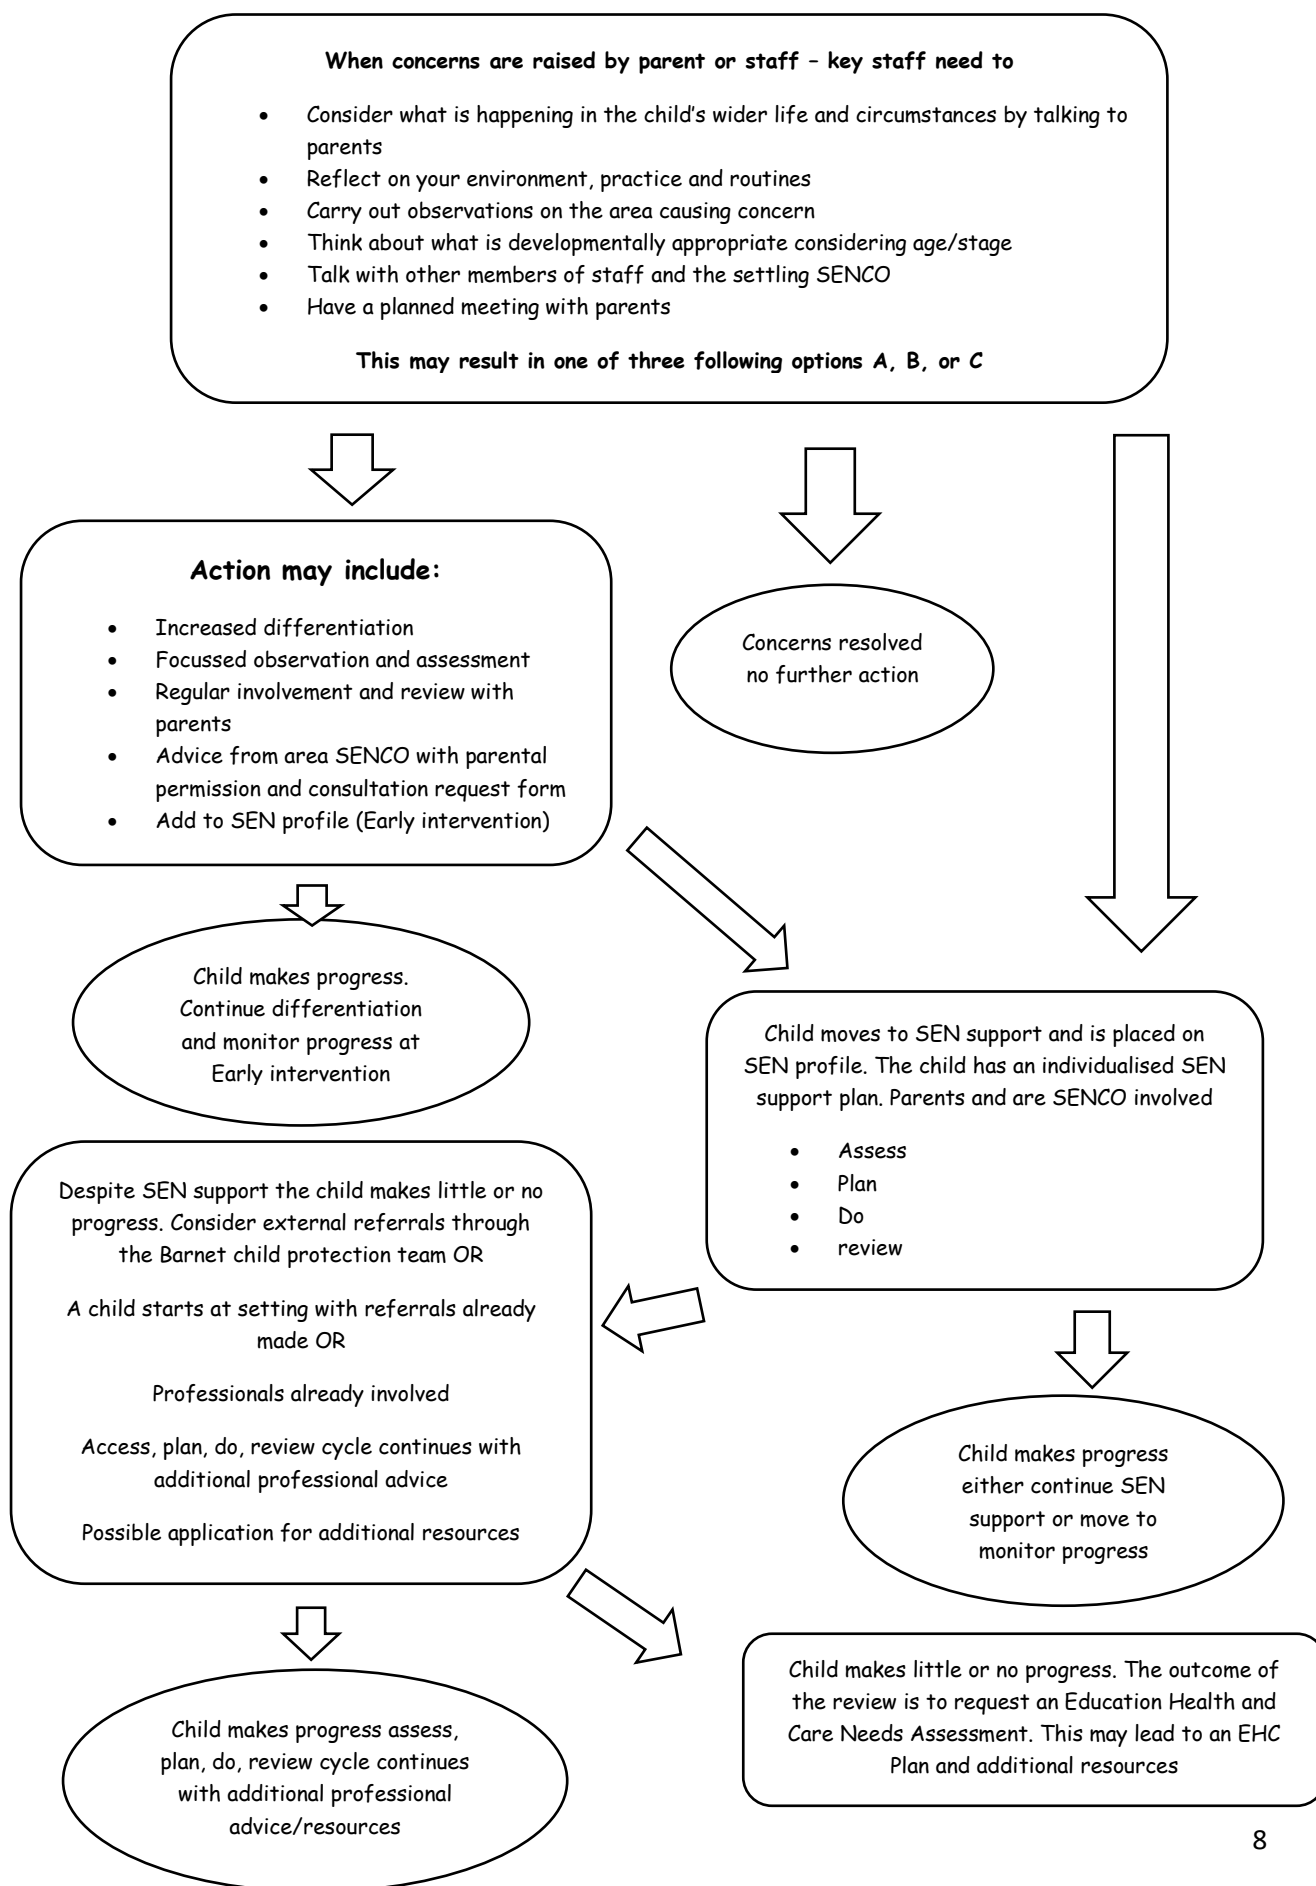 When concerns are raised by parent or staff – key staff need to
• Consider what is happening in the child's wider life and circumstances by talking to
parents
• Reflect on your environment, practice and routines
• Carry out observations on the area causing concern
• Think about what is developmentally appropriate considering age/stage
• Talk with other members of staff and the settling SENCO
• Have a planned meeting with parents
This may result in one of three following options A, B, or C
Action may include:
• Increased differentiation
• Focussed observation and assessment
• Regular involvement and review with
parents
• Advice from area SENCO with parental
permission and consultation request form
• Add to SEN profile (Early intervention)
Concerns resolved
no further action
Child makes progress.
Continue differentiation
and monitor progress at
Early intervention
Child moves to SEN support and is placed on
SEN profile. The child has an individualised SEN
support plan. Parents and are SENCO involved
• Assess
• Plan
• Do
• review
Despite SEN support the child makes little or no
progress. Consider external referrals through
the Barnet child protection team OR
A child starts at setting with referrals already
made OR
Professionals already involved
Access, plan, do, review cycle continues with
additional professional advice
Possible application for additional resources
Child makes progress
either continue SEN
support or move to
monitor progress
Child makes little or no progress. The outcome of
the review is to request an Education Health and
Care Needs Assessment. This may lead to an EHC
Plan and additional resources
Child makes progress assess,
plan, do, review cycle continues
with additional professional
advice/resources
8